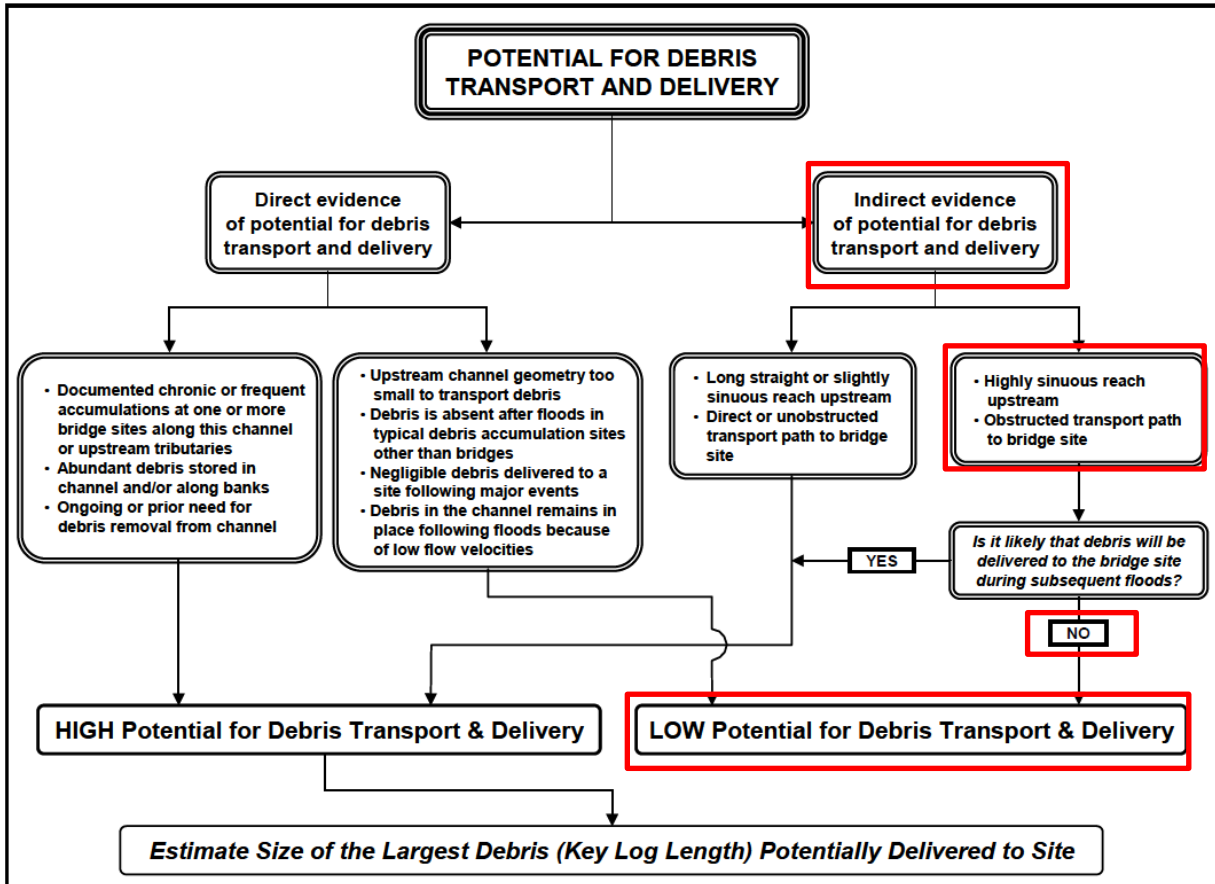 POTENTIAL FOR DEBRIS
TRANSPORT AND DELIVERY
Direct evidence
of potential for debris
transport and delivery
Indirect evidence
of potential for debris
transport and delivery
• Documented chronic or frequent
accumulations at one or more
bridge sites along this channel
or upstream tributaries
• Abundant debris stored in
channel and/or along banks
• Ongoing or prior need for
debris removal from channel
• Upstream channel geometry too
small to transport debris
• Debris is absent after floods in
typical debris accumulation sites
other than bridges
• Negligible debris delivered to a
site following major events
• Debris in the channel remains in
place following floods because
of low flow velocities
• Long straight or slightly
sinuous reach upstream
• Direct or unobstructed
transport path to bridge
site
• Highly sinuous reach
upstream
• Obstructed transport path
to bridge site
Is it likely that debris will be
delivered to the bridge site
during subsequent floods?
YES
NO
HIGH Potential for Debris Transport & Delivery
LOW Potential for Debris Transport & Delivery
Estimate Size of the Largest Debris (Key Log Length) Potentially Delivered to Site